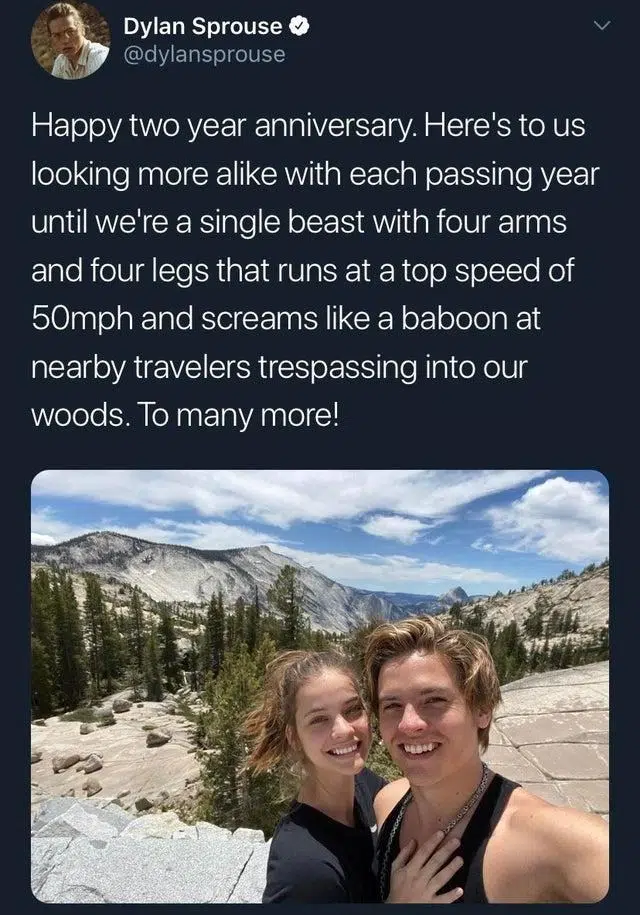 Dylan Sprouse
@dylansprouse
Happy two year anniversary. Here's to us
looking more alike with each passing year
until we're a single beast with four arms
and four legs that runs at a top speed of
50mph and screams like a baboon at
nearby travelers trespassing into our
woods. To many more!